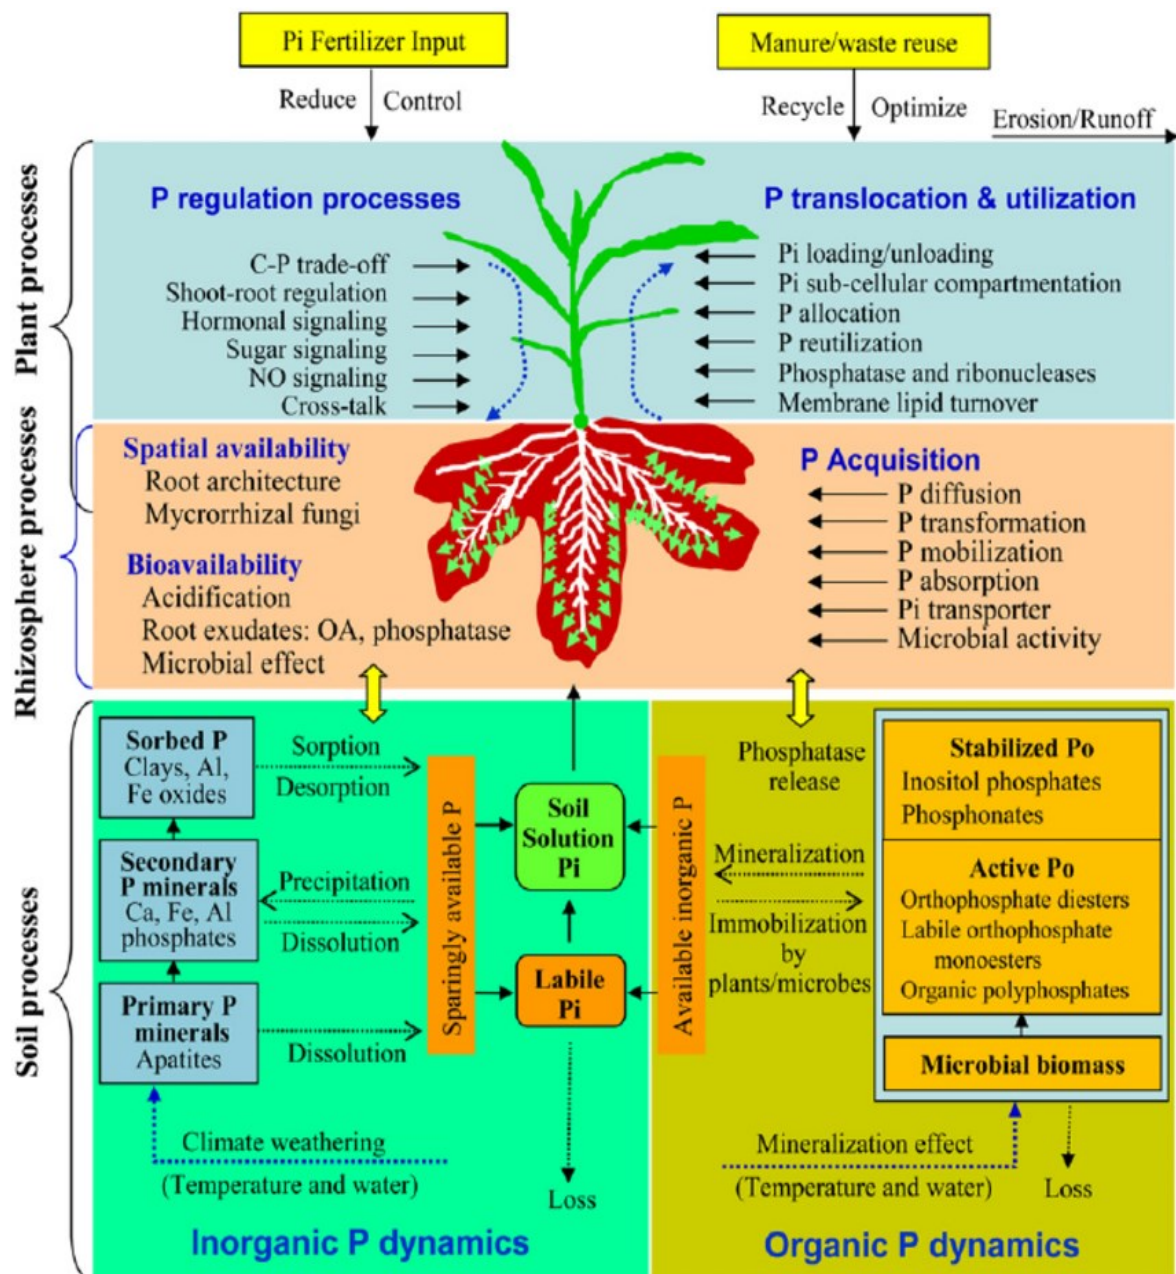 Pi Fertilizer Input
Manure/waste reuse
Reduce
Control
Recycle
Optimize
Erosion/Runoff
Plant processes
P regulation processes
C-P trade-off
Shoot-root regulation
Hormonal signaling
Sugar signaling
NO signaling
Cross-talk
P translocation & utilization
Pi loading/unloading
Pi sub-cellular compartmentation
P allocation
P reutilization
Phosphatase and ribonucleases
Membrane lipid turnover
Rhizosphere processes
Spatial availability
Root architecture
Mycrorrhizal fungi
Bioavailability
Acidification
Root exudates: OA, phosphatase
Microbial effect
P Acquisition
P diffusion
P transformation
P mobilization
P absorption
Pi transporter
Microbial activity
Soil processes
Sorbed P
Clays, Al,
Fe oxides
Secondary
P minerals
Ca, Fe, Al
phosphates
Primary P
minerals
Apatites
Sorption
Desorption
Precipitation
Dissolution
Dissolution
Sparingly available P
Soil
Solution
Pi
Labile
Pi
Loss
Climate weathering
(Temperature and water)
Inorganic P dynamics
Available inorganic P
Phosphatase
release
Mineralization
Immobilization
by
plants/microbes
Stabilized Po
Inositol phosphates
Phosphonates
Active Po
Orthophosphate diesters
Labile orthophosphate
monoesters
Organic polyphosphates
Microbial biomass
Mineralization effect
(Temperature and water)
Loss
Organic P dynamics